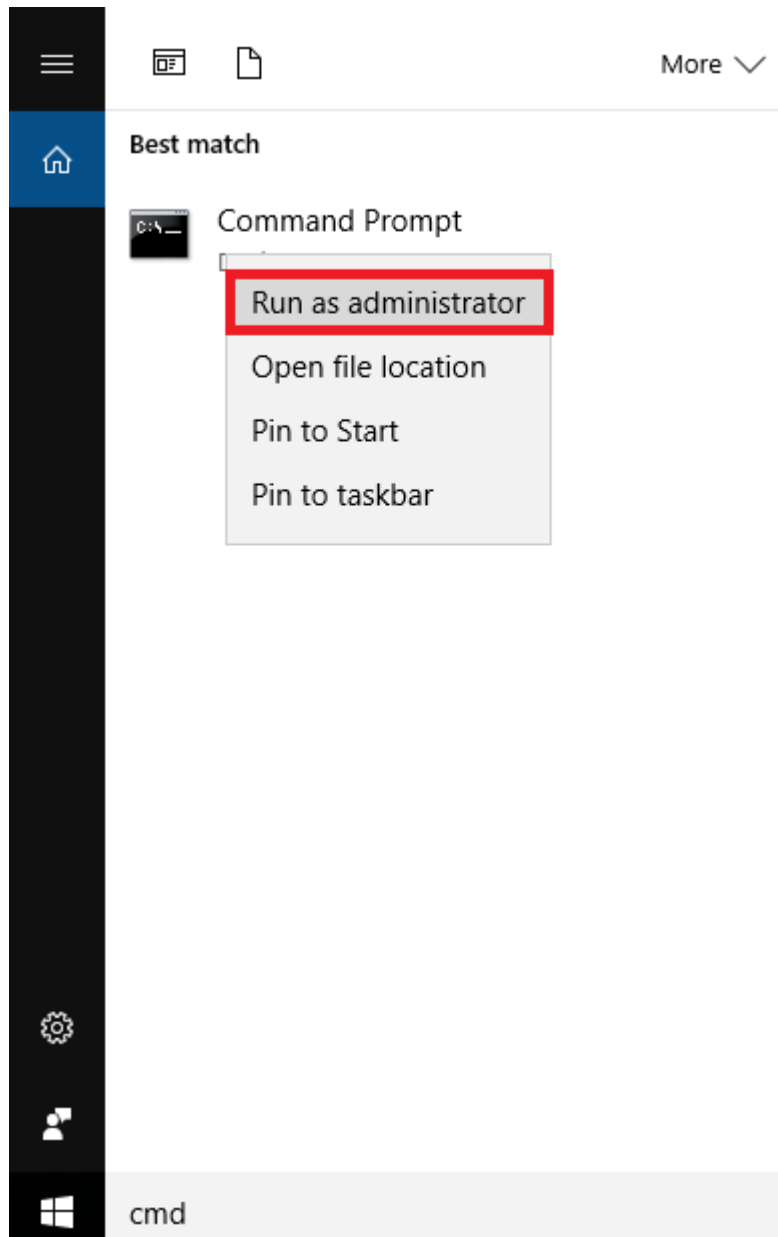 More
Best match
C:\
Command Prompt
Run as administrator
Open file location
Pin to Start
Pin to taskbar
cmd